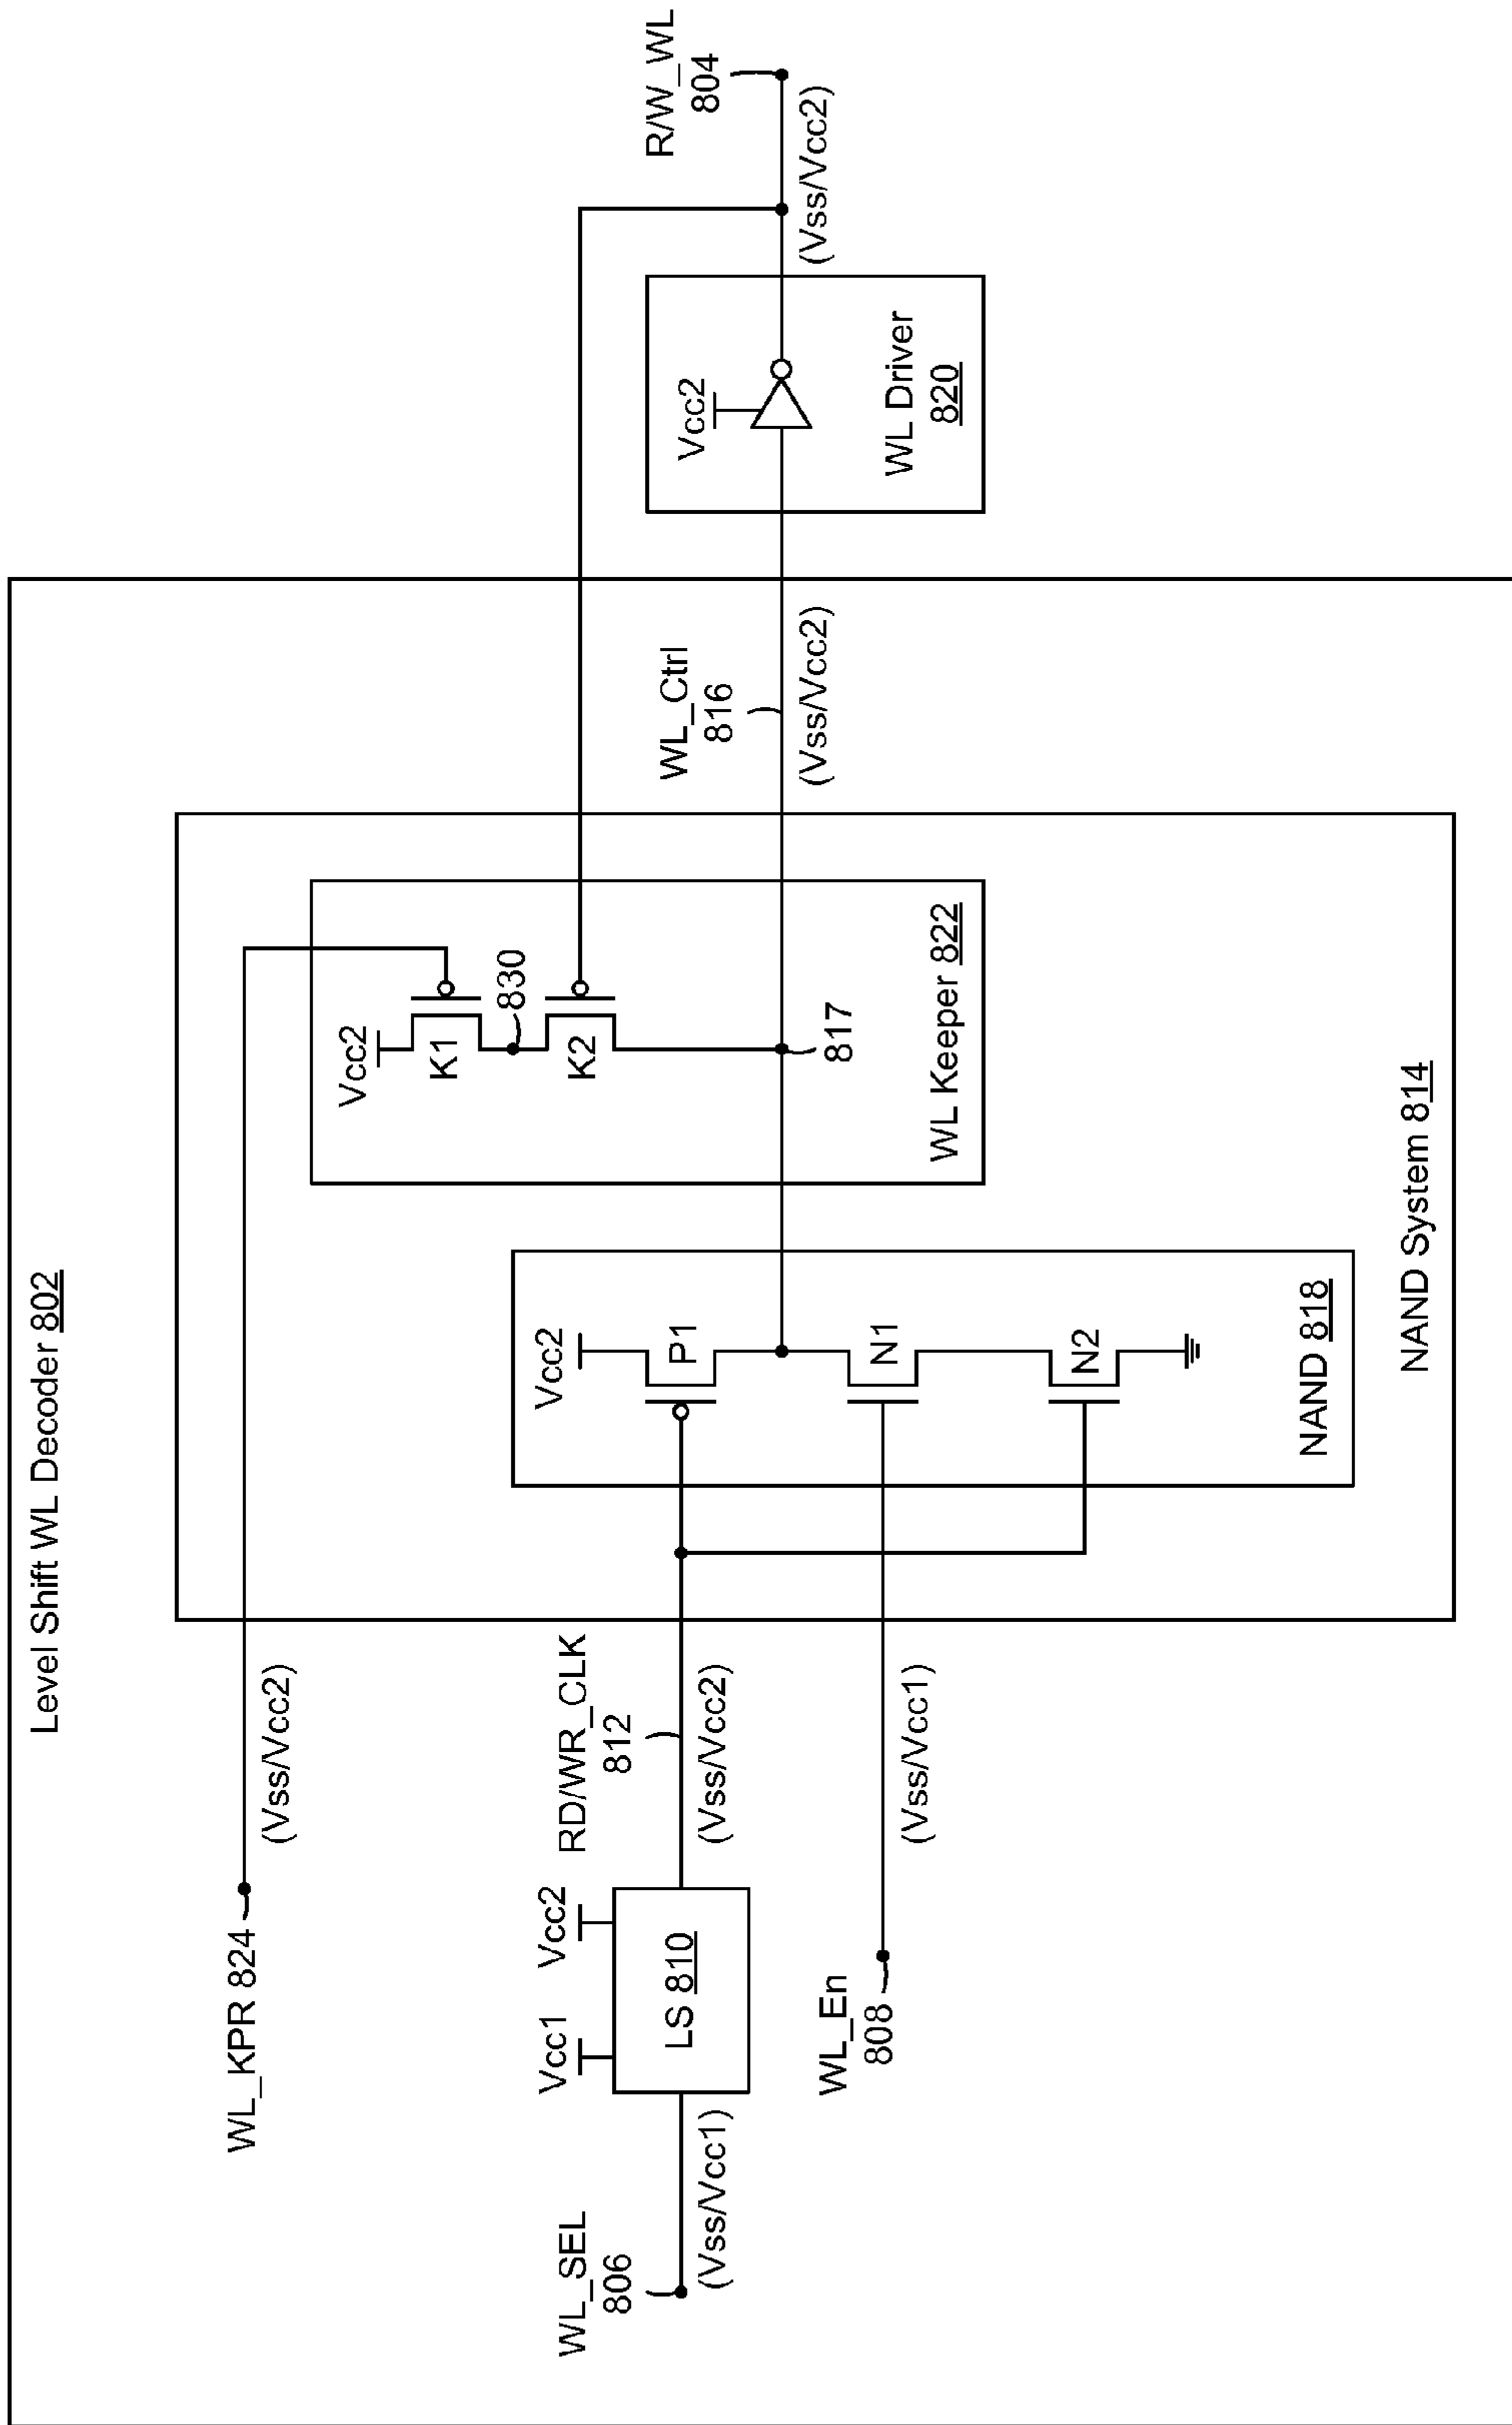 Level Shift WL Decoder 802
WL_KPR 824
(Vss/Vcc2)
WL_SEL
806
(Vss/Vcc1)
Vcc1
Vcc2
LS 810
RD/WR_CLK
812
(Vss/Vcc2)
WL_En
808
(Vss/Vcc1)
Vcc2
P1
N1
N2
NAND 818
Vcc2
K1
830
K2
817
WL Keeper 822
NAND System 814
WL_Ctrl
816
(Vss/Vcc2)
Vcc2
WL Driver
820
(Vss/Vcc2)
R/W_WL
804